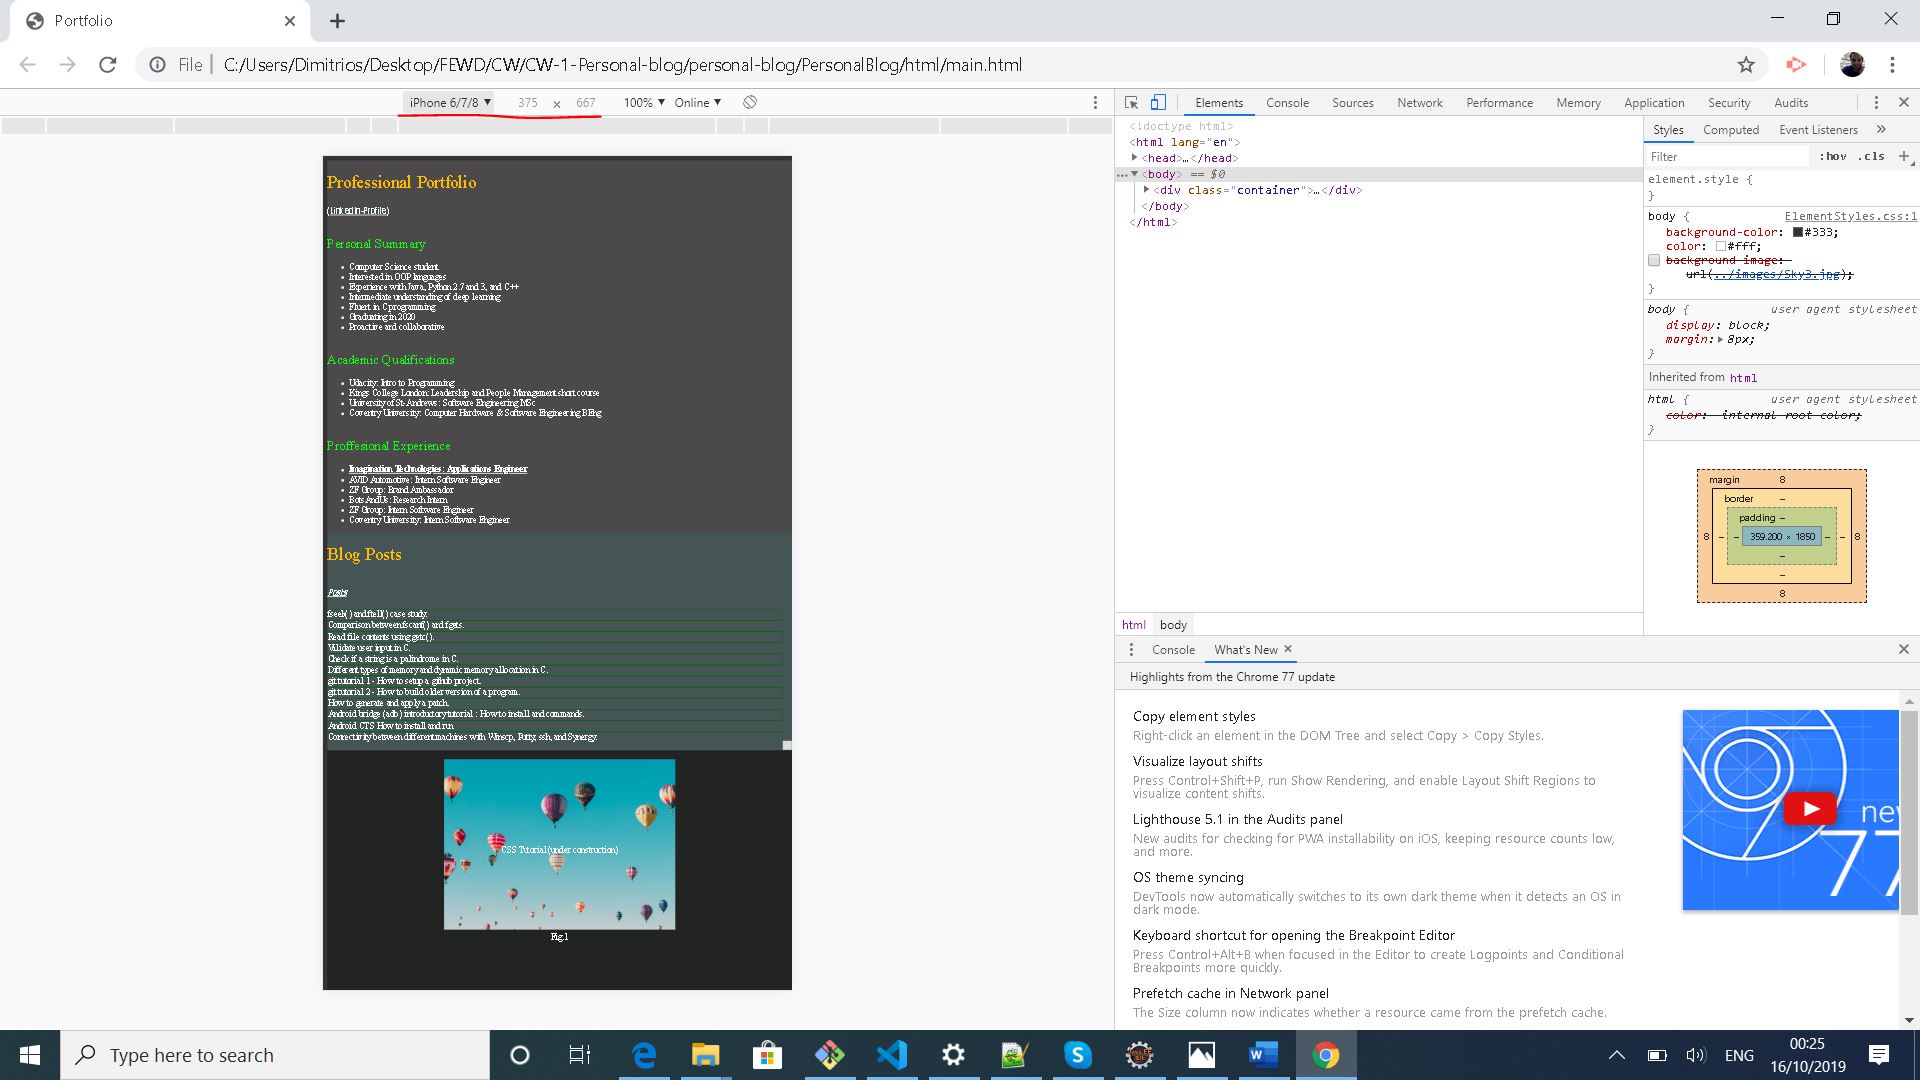 Portfolio
File C:/Users/Dimitrios/Desktop/FEWD/CW/CW-1-Personal-blog/personal-blog/PersonalBlog/html/main.html
iPhone 6/7/8 ▼ 375 × 667 100% ▼ Online ▼
Professional Portfolio
(LinkedIn-Profile)
Personal Summary
Computer Science student
Interested in OOP languages
Experience with Java, Python 2.7 and 3, and C++
Intermediate understanding of deep learning
Fluent in C programming
Graduating in 2020
Proactive and collaborative
Academic Qualifications
Udacity: Intro to Programming
Kings College London: Leadership and People Management short course
University of St-Andrews: Software Engineering MSc
Coventry University: Computer Hardware & Software Engineering BEng
Proffesional Experience
Imagination Technologies: Applications Engineer
AVID Automotive: Intern Software Engineer
ZF Group: Brand Ambassador
Bots AndUs: Research Intern
ZF Group: Intern Software Engineer
Coventry University: Intern Software Engineer
Blog Posts
Posts
fseek() and ftell() case study.
Comparison between fscanf() and fgets.
Read file contents using getc().
Validate user input in C.
Check if a string is a palindrome in C.
Different types of memory and dynamic memory allocation in C.
git tutorial 1 - How to setup a github project.
git tutorial 2 - How to build older version of a program.
How to generate and apply a patch.
Android bridge (adb) introductory tutorial : How to install and commands.
Android CTS How to install and run
Connectivity between different machines with Winscp, Putty, ssh, and Synergy.
CSS Tutorial (under construction)
Fig.1
Elements Console Sources Network Performance Memory Application Security Audits
<!doctype html>
<html lang="en">
<head>…</head>
<body> == $0
<div class="container">…</div>
</body>
</html>
html body
Styles Computed Event Listeners »
Filter :hov .cls +
element.style {
}
body { ElementStyles.css:1
background-color: #333;
color: #fff;
background-image:
url(../images/Sky3.jpg);
}
body { user agent stylesheet
display: block;
margin: 8px;
}
Inherited from html
html { user agent stylesheet
color: -internal-root-color;
}
margin 8
border –
padding –
8 – – 359.200 × 1850 – – 8
–
–
8
Console What's New ×
Highlights from the Chrome 77 update
Copy element styles
Right-click an element in the DOM Tree and select Copy > Copy Styles.
Visualize layout shifts
Press Control+Shift+P, run Show Rendering, and enable Layout Shift Regions to
visualize content shifts.
Lighthouse 5.1 in the Audits panel
New audits for checking for PWA installability on iOS, keeping resource counts low,
and more.
OS theme syncing
DevTools now automatically switches to its own dark theme when it detects an OS in
dark mode.
Keyboard shortcut for opening the Breakpoint Editor
Press Control+Alt+B when focused in the Editor to create Logpoints and Conditional
Breakpoints more quickly.
Prefetch cache in Network panel
The Size column now indicates whether a resource came from the prefetch cache.
new
77
Type here to search
ENG
00:25
16/10/2019